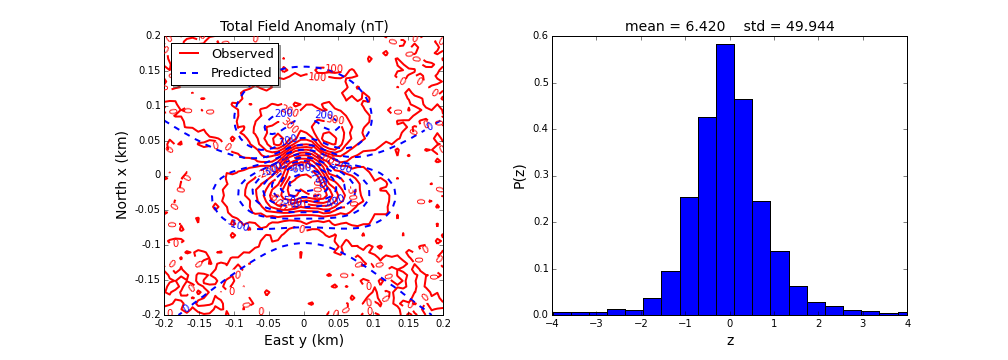 Total Field Anomaly (nT)
Observed
Predicted
0.2
0.15
0.1
0.05
0
-0.05
-0.1
-0.15
-0.2
North x (km)
-0.2 -0.15 -0.1 -0.05 0 0.05 0.1 0.15 0.2
East y (km)
100
100
200
200
-100
mean = 6.420 std = 49.944
0.6
0.5
0.4
0.3
0.2
0.1
0.0
P(z)
−4 −3 −2 −1 0 1 2 3 4
z